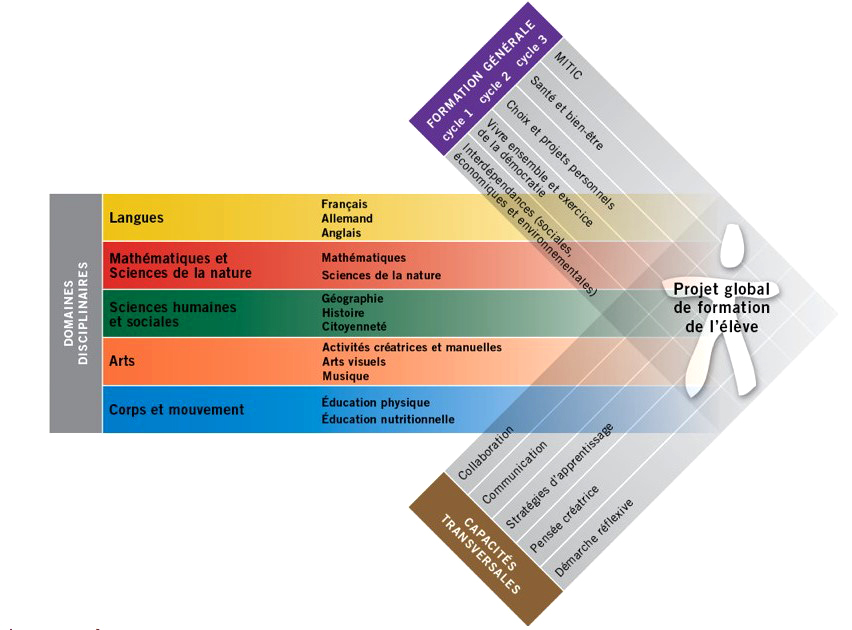 FORMATION GÉNÉRALE
cycle 1 cycle 2 cycle 3
MITIC
Santé et bien-être
Choix et projets personnels
Vivre ensemble et exercice
de la démocratie
Interdépendances (sociales,
économiques et environnementales)
DOMAINES
DISCIPLINAIRES
Langues
Français
Allemand
Anglais
Mathématiques et
Sciences de la nature
Mathématiques
Sciences de la nature
Sciences humaines
et sociales
Géographie
Histoire
Citoyenneté
Arts
Activités créatrices et manuelles
Arts visuels
Musique
Corps et mouvement
Éducation physique
Éducation nutritionnelle
Projet global
de formation
de l'élève
Collaboration
Communication
Stratégies d'apprentissage
Pensée créatrice
Démarche réflexive
CAPACITÉS
TRANSVERSALES